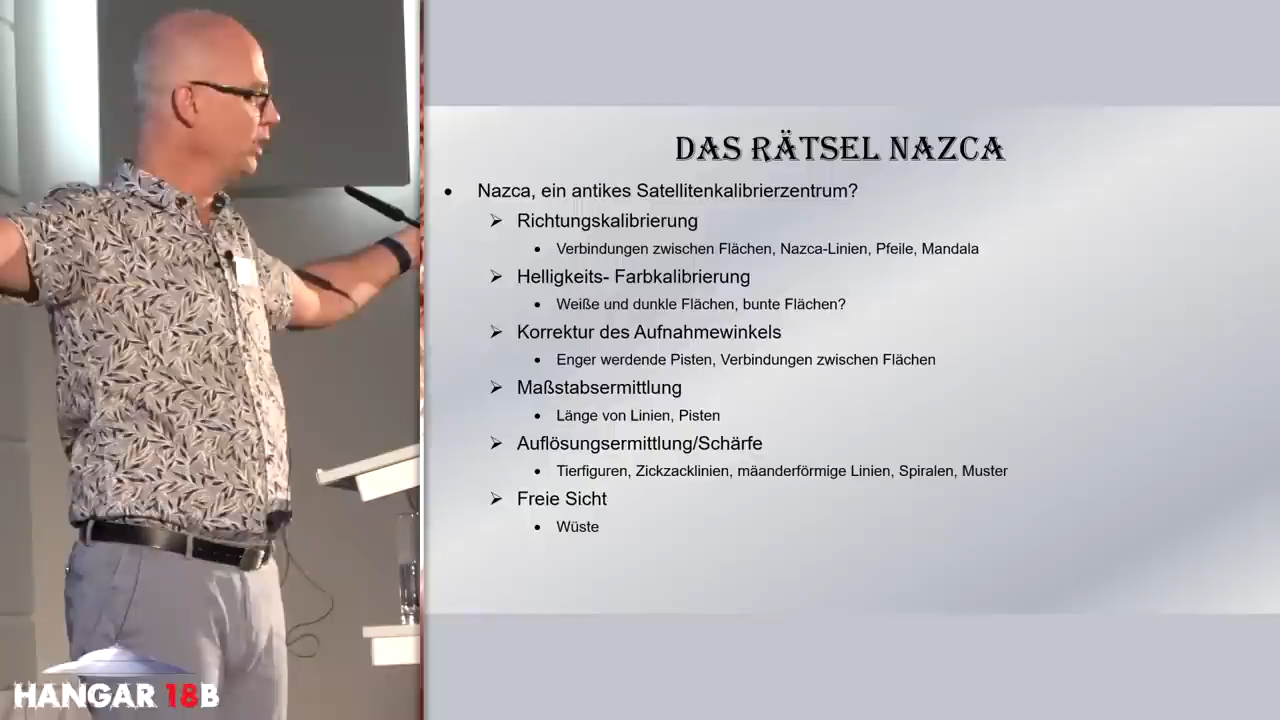 DAS RÄTSEL NAZCA
• Nazca, ein antikes Satellitenkalibrierzentrum?
➢ Richtungskalibrierung
• Verbindungen zwischen Flächen, Nazca-Linien, Pfeile, Mandala
➢ Helligkeits- Farbkalibrierung
• Weiße und dunkle Flächen, bunte Flächen?
➢ Korrektur des Aufnahmewinkels
• Enger werdende Pisten, Verbindungen zwischen Flächen
➢ Maßstabsermittlung
• Länge von Linien, Pisten
➢ Auflösungsermittlung/Schärfe
• Tierfiguren, Zickzacklinien, mäanderförmige Linien, Spiralen, Muster
➢ Freie Sicht
• Wüste
HANGAR 18B